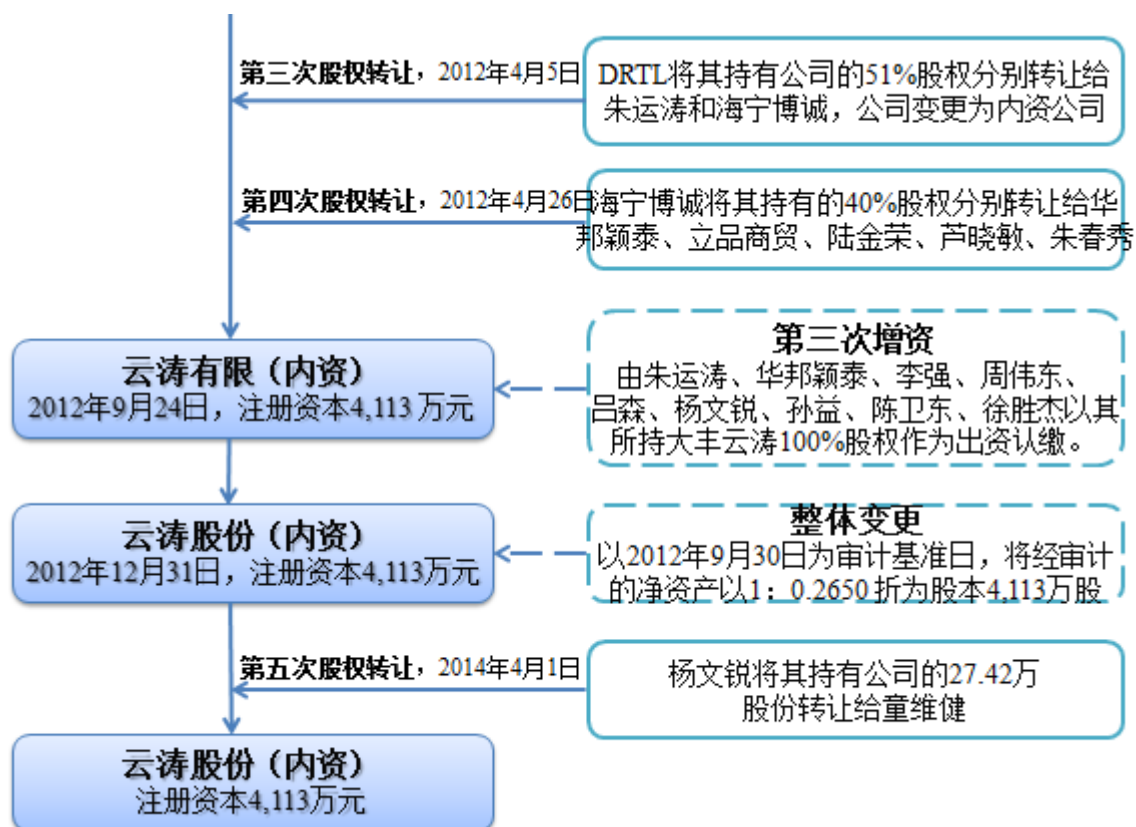 第三次股权转让，2012年4月5日
DRTL将其持有公司的51%股权分别转让给
朱运涛和海宁博诚，公司变更为内资公司
第四次股权转让，2012年4月26日
海宁博诚将其持有的40%股权分别转让给华
邦颖泰、立品商贸、陆金荣、芦晓敏、朱春秀
云涛有限（内资）
2012年9月24日，注册资本4,113 万元
第三次增资
由朱运涛、华邦颖泰、李强、周伟东、
吕森、杨文锐、孙益、陈卫东、徐胜杰以其
所持大丰云涛100%股权作为出资认缴。
云涛股份（内资）
2012年12月31日，注册资本4,113万元
整体变更
以2012年9月30日为审计基准日，将经审计
的净资产以1：0.2650 折为股本4,113万股
第五次股权转让，2014年4月1日
杨文锐将其持有公司的27.42万
股份转让给童维健
云涛股份（内资）
注册资本4,113万元